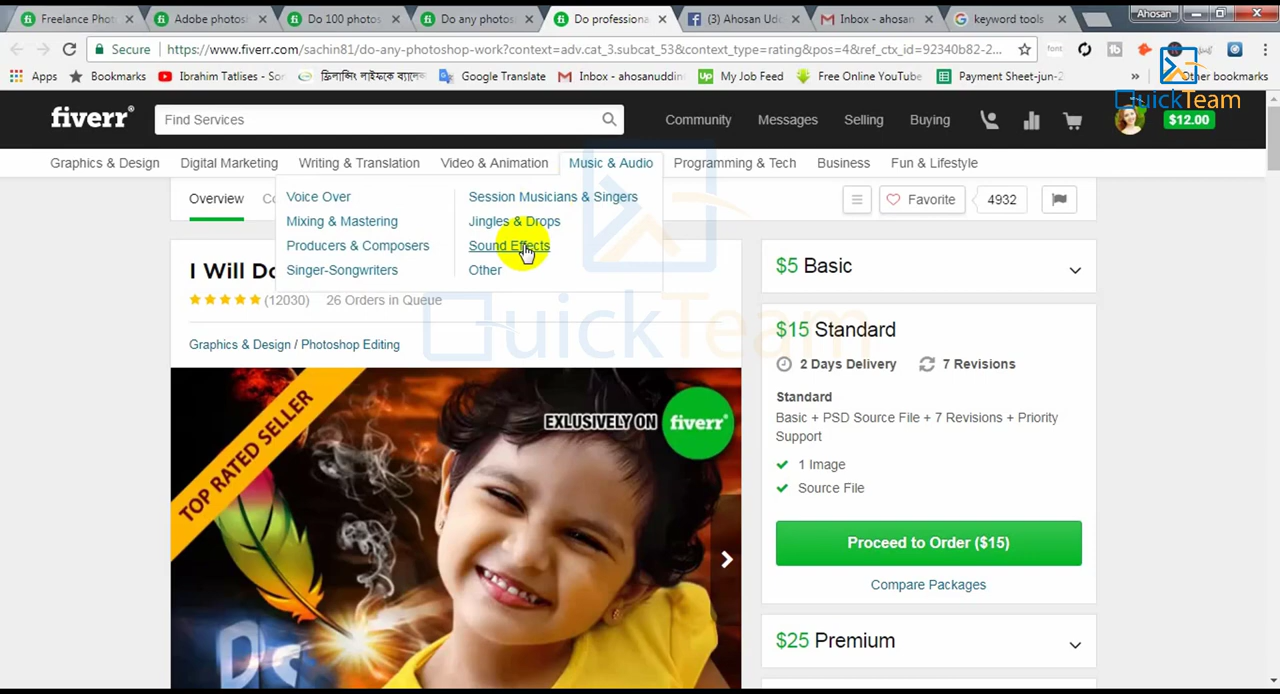 Freelance Phot
Adobe photosh
Do 100 photos
Do any photos
Do professiona
(3) Ahosan Udd
Inbox - ahosan
keyword tools
Ahosan
Secure
https://www.fiverr.com/sachin81/do-any-photoshop-work?context=adv.cat_3.subcat_53&context_type=rating&pos=4&ref_ctx_id=92340b82-2...
Apps
Bookmarks
Ibrahim Tatlises - Son
Google Translate
Inbox - ahosanuddin
My Job Feed
Free Online YouTube
Payment Sheet-jun-2
»
Other bookmarks
QuickTeam
fiverr®
Find Services
Community
Messages
Selling
Buying
$12.00
Graphics & Design
Digital Marketing
Writing & Translation
Video & Animation
Music & Audio
Programming & Tech
Business
Fun & Lifestyle
Overview
Co
Voice Over
Session Musicians & Singers
Mixing & Mastering
Jingles & Drops
Producers & Composers
Sound Effects
Singer-Songwriters
Other
Favorite
4932
I Will Do
(12030)
26 Orders in Queue
Graphics & Design / Photoshop Editing
QuickTeam
TOP RATED SELLER
EXLUSIVELY ON
fiverr®
$5 Basic
$15 Standard
2 Days Delivery
7 Revisions
Standard
Basic + PSD Source File + 7 Revisions + Priority
Support
1 Image
Source File
Proceed to Order ($15)
Compare Packages
$25 Premium